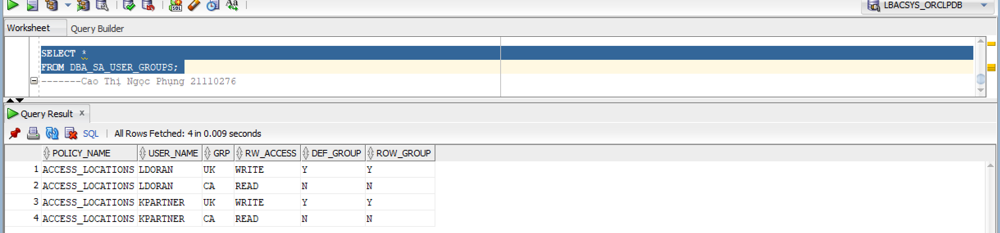 LBACSYS_ORCLPDB
Worksheet Query Builder
SELECT *
FROM DBA_SA_USER_GROUPS;
-------Cao Thị Ngọc Phụng 21110276
Query Result x
SQL | All Rows Fetched: 4 in 0.009 seconds
POLICY_NAME USER_NAME GRP RW_ACCESS DEF_GROUP ROW_GROUP
1 ACCESS_LOCATIONS LDORAN UK WRITE Y Y
2 ACCESS_LOCATIONS LDORAN CA READ N N
3 ACCESS_LOCATIONS KPARTNER UK WRITE Y Y
4 ACCESS_LOCATIONS KPARTNER CA READ N N